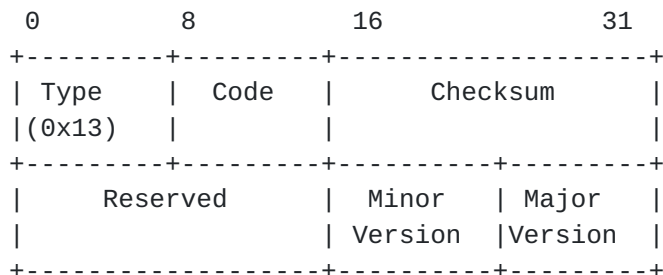 0 8 16 31
+---------+---------+--------------------+
| Type | Code | Checksum |
|(0x13) | | |
+---------+---------+----------+---------+
| Reserved | Minor | Major |
| | Version |Version |
+-------------------+----------+---------+